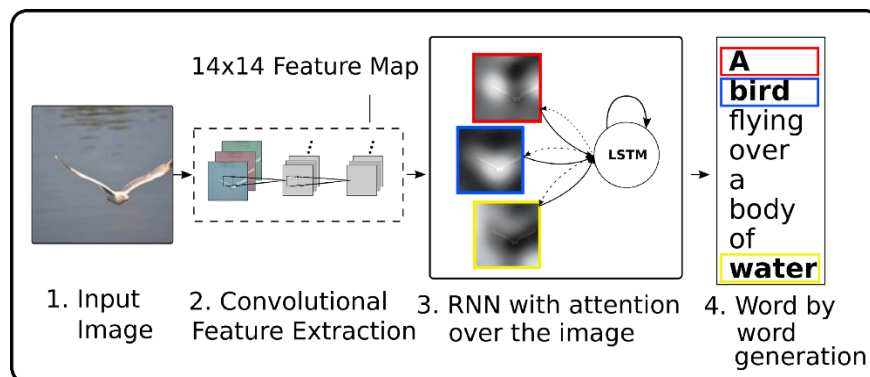 14x14 Feature Map
LSTM
A
bird
flying
over
a
body
of
water
1. Input
Image
2. Convolutional
Feature Extraction
3. RNN with attention
over the image
4. Word by
word
generation